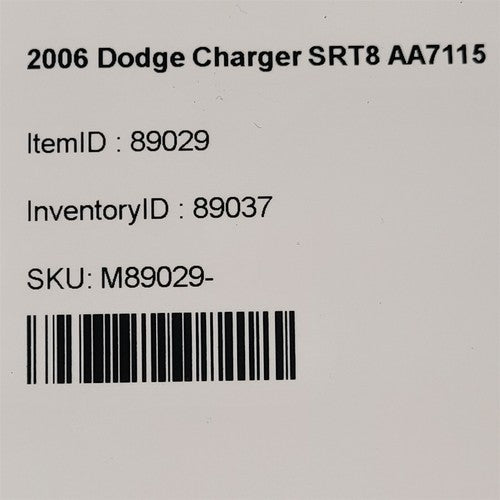 2006 Dodge Charger SRT8 AA7115
ItemID : 89029
InventoryID : 89037
SKU: M89029-